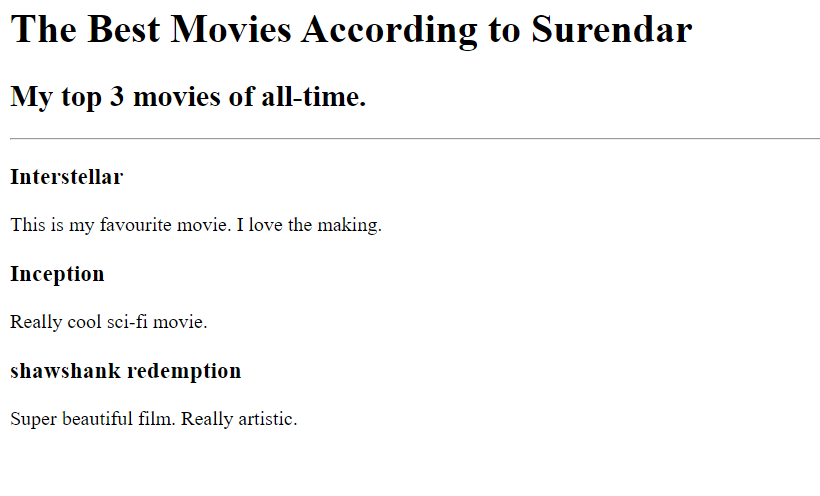 The Best Movies According to Surendar
My top 3 movies of all-time.
Interstellar
This is my favourite movie. I love the making.
Inception
Really cool sci-fi movie.
shawshank redemption
Super beautiful film. Really artistic.